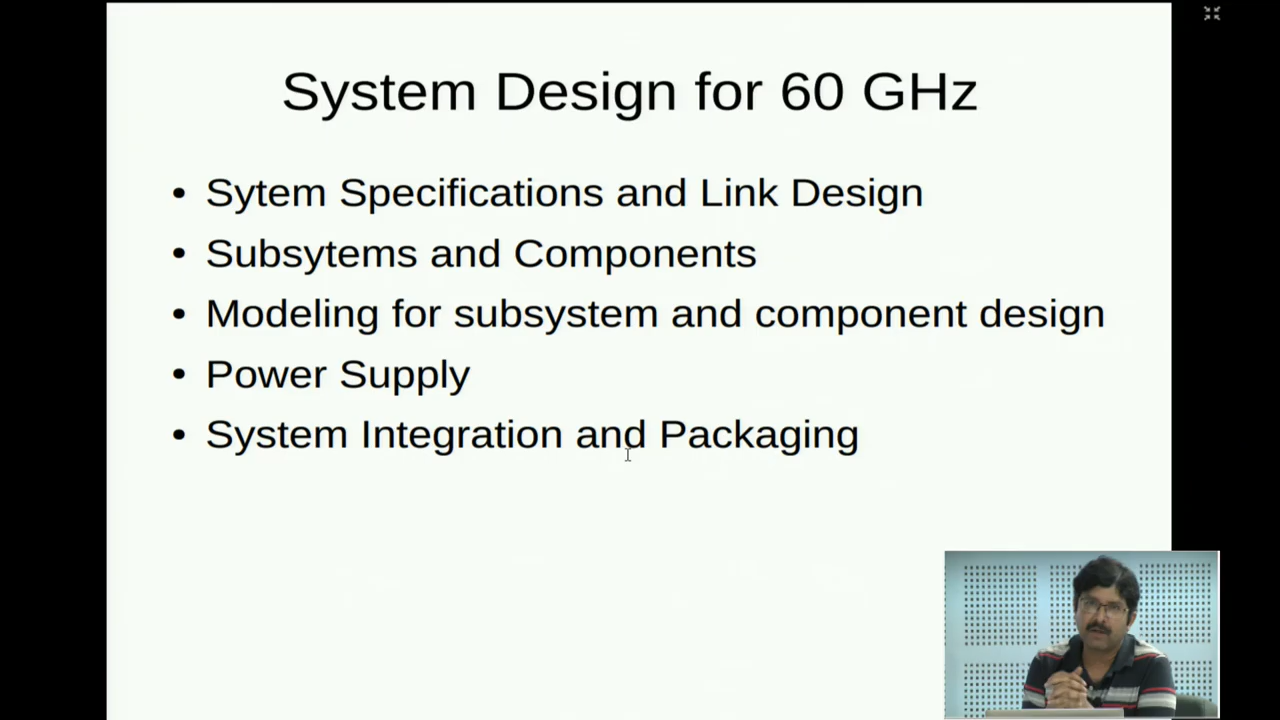 System Design for 60 GHz
• Sytem Specifications and Link Design
• Subsytems and Components
• Modeling for subsystem and component design
• Power Supply
• System Integration and Packaging